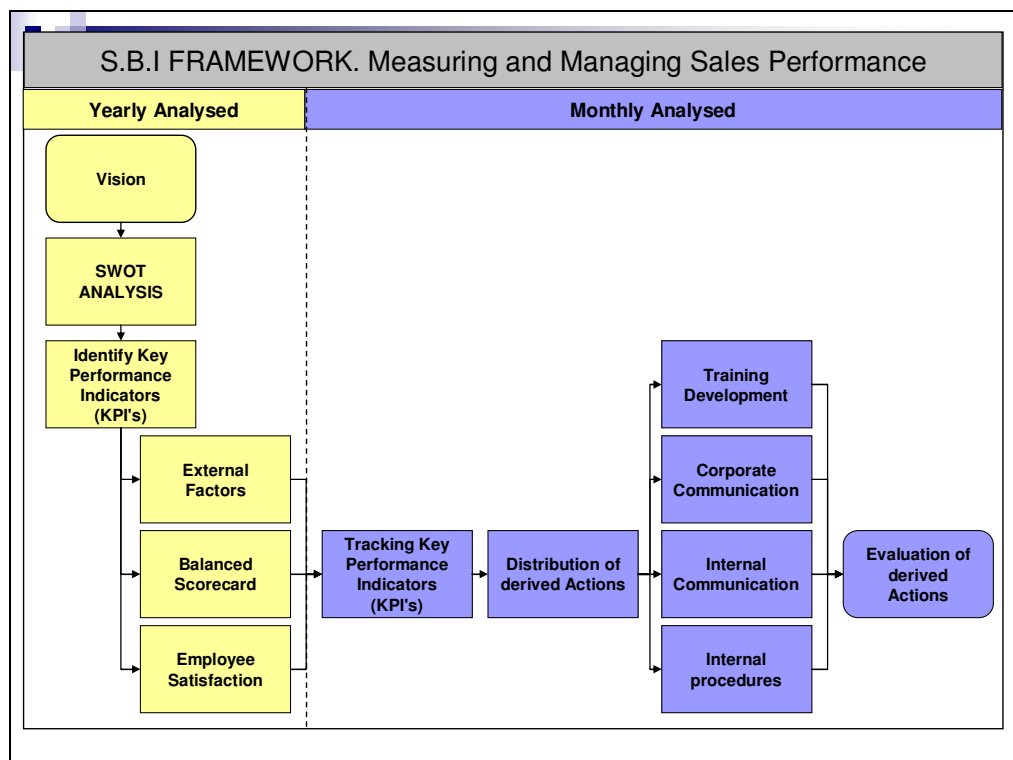 S.B.I FRAMEWORK. Measuring and Managing Sales Performance
Yearly Analysed
Monthly Analysed
Vision
SWOT
ANALYSIS
Identify Key
Performance
Indicators
(KPI's)
External
Factors
Balanced
Scorecard
Employee
Satisfaction
Tracking Key
Performance
Indicators
(KPI's)
Distribution of
derived Actions
Training
Development
Corporate
Communication
Internal
Communication
Internal
procedures
Evaluation of
derived
Actions